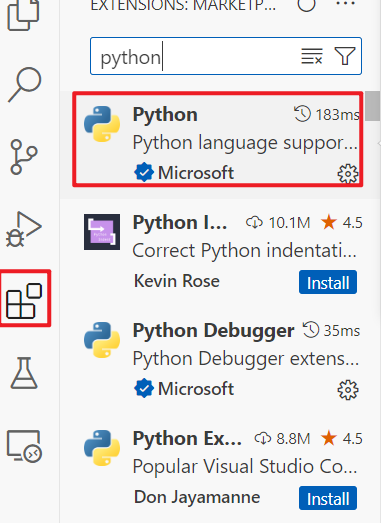 EXTENSIONS: MARKETP...
python
Python 183ms
Python language suppor...
Microsoft
Python I... 10.1M 4.5
Correct Python indentati...
Kevin Rose
Install
Python Debugger 35ms
Python Debugger extens...
Microsoft
Python Ex... 8.8M 4.5
Popular Visual Studio Co...
Don Jayamanne
Install